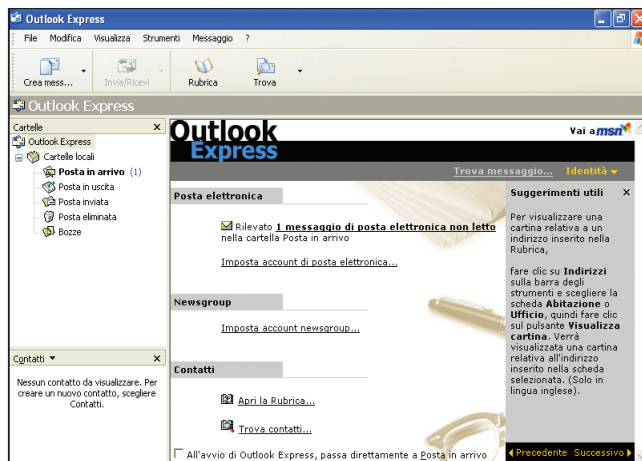 Outlook Express
File Modifica Visualizza Strumenti Messaggio ?
Crea mess... Invia/Ricevi Rubrica Trova
Outlook Express
Cartelle
Outlook Express
Cartelle locali
Posta in arrivo (1)
Posta in uscita
Posta inviata
Posta eliminata
Bozze
Contatti
Nessun contatto da visualizzare. Per
creare un nuovo contatto, scegliere
Contatti.
Outlook
Express
Vai a msn
Trova messaggio... Identità
Posta elettronica
Rilevato 1 messaggio di posta elettronica non letto
nella cartella Posta in arrivo
Imposta account di posta elettronica...
Newsgroup
Imposta account newsgroup...
Contatti
Apri la Rubrica...
Trova contatti...
All'avvio di Outlook Express, passa direttamente a Posta in arrivo
Suggerimenti utili
Per visualizzare una
cartina relativa a un
indirizzo inserito nella
Rubrica,
fare clic su Indirizzi
sulla barra degli
strumenti e scegliere la
scheda Abitazione o
Ufficio, quindi fare clic
sul pulsante Visualizza
cartina. Verrà
visualizzata una cartina
relativa all'indirizzo
inserito nella scheda
selezionata. (Solo in
lingua inglese).
Precedente Successivo